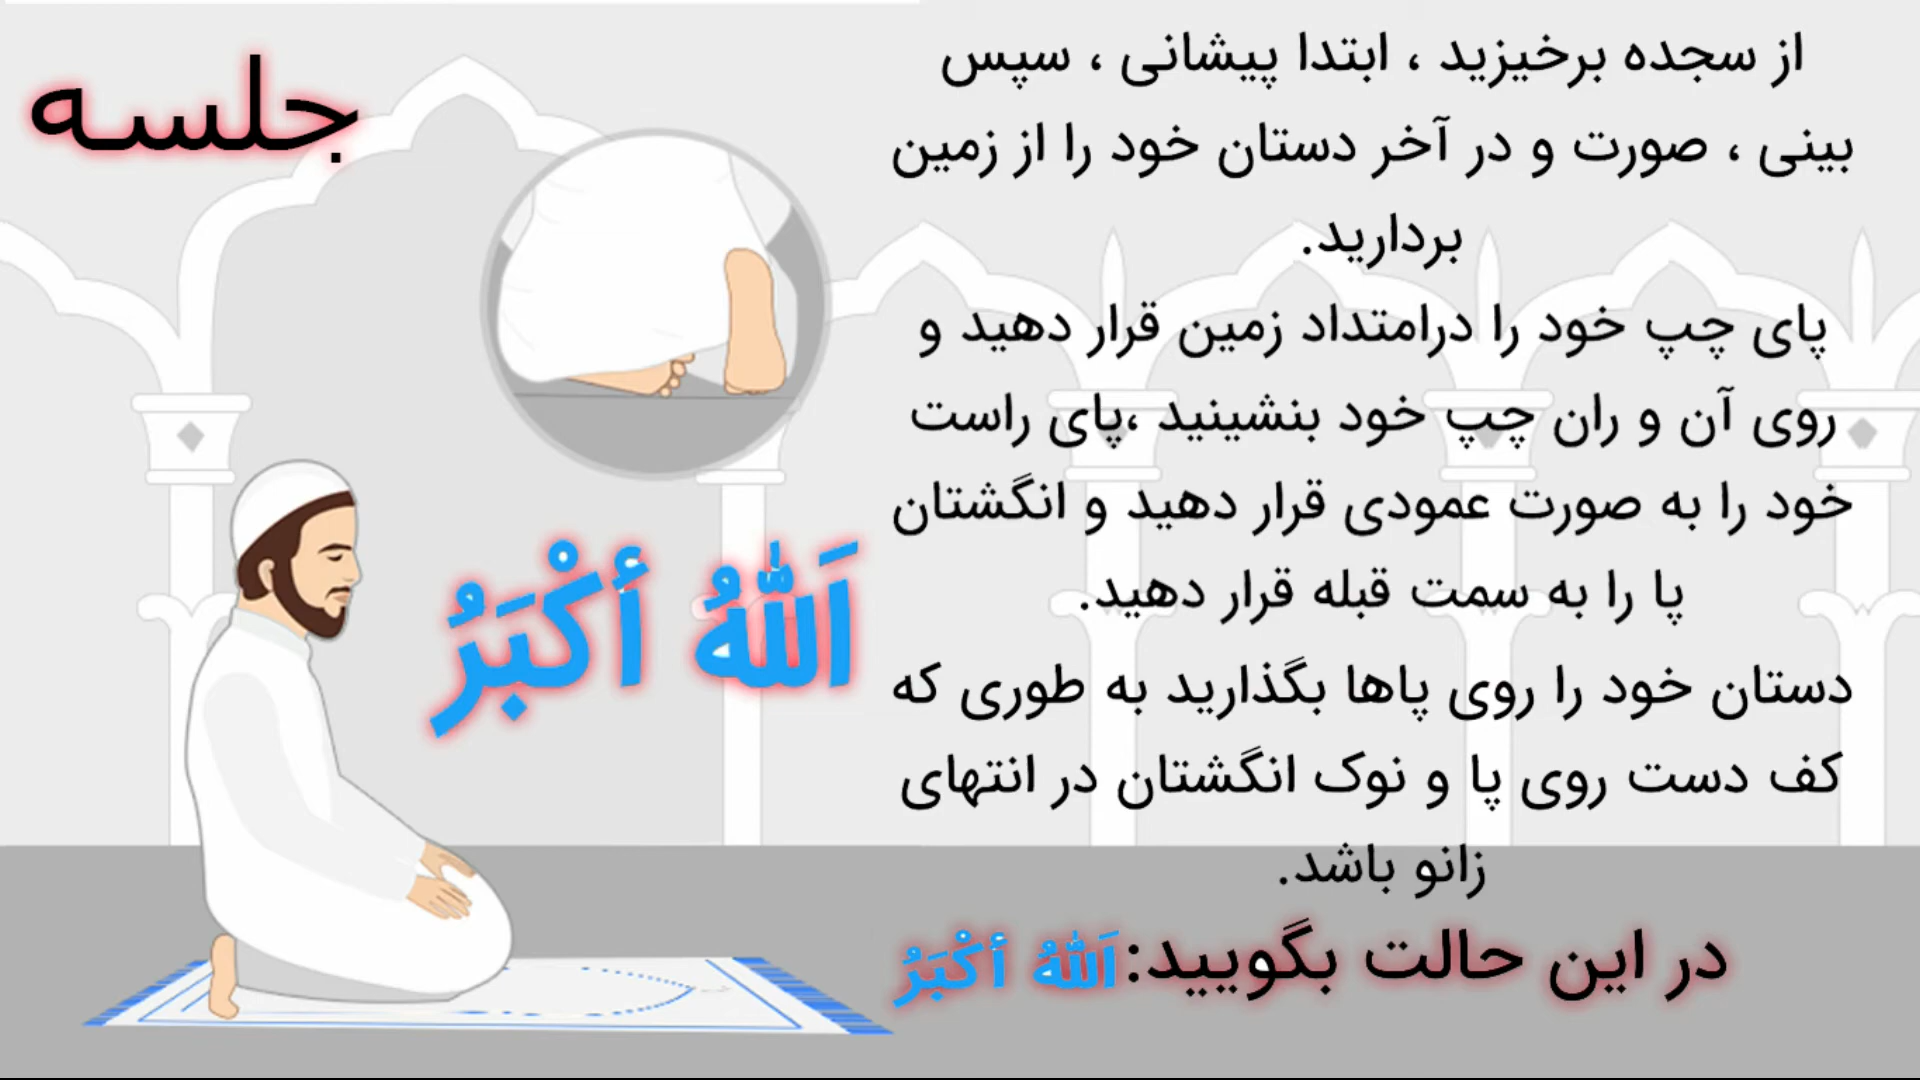 جلسه
از سجده برخیزید ، ابتدا پیشانی ، سپس
بینی ، صورت و در آخر دستان خود را از زمین
بردارید.
پای چپ خود را درامتداد زمین قرار دهید و
روی آن و ران چپ خود بنشینید ،پای راست
خود را به صورت عمودی قرار دهید و انگشتان
پا را به سمت قبله قرار دهید.
دستان خود را روی پاها بگذارید به طوری که
کف دست روی پا و نوک انگشتان در انتهای
زانو باشد.
در این حالت بگویید:اَللّٰهُ أَكْبَرُ
اَللّٰهُ أَكْبَرُ